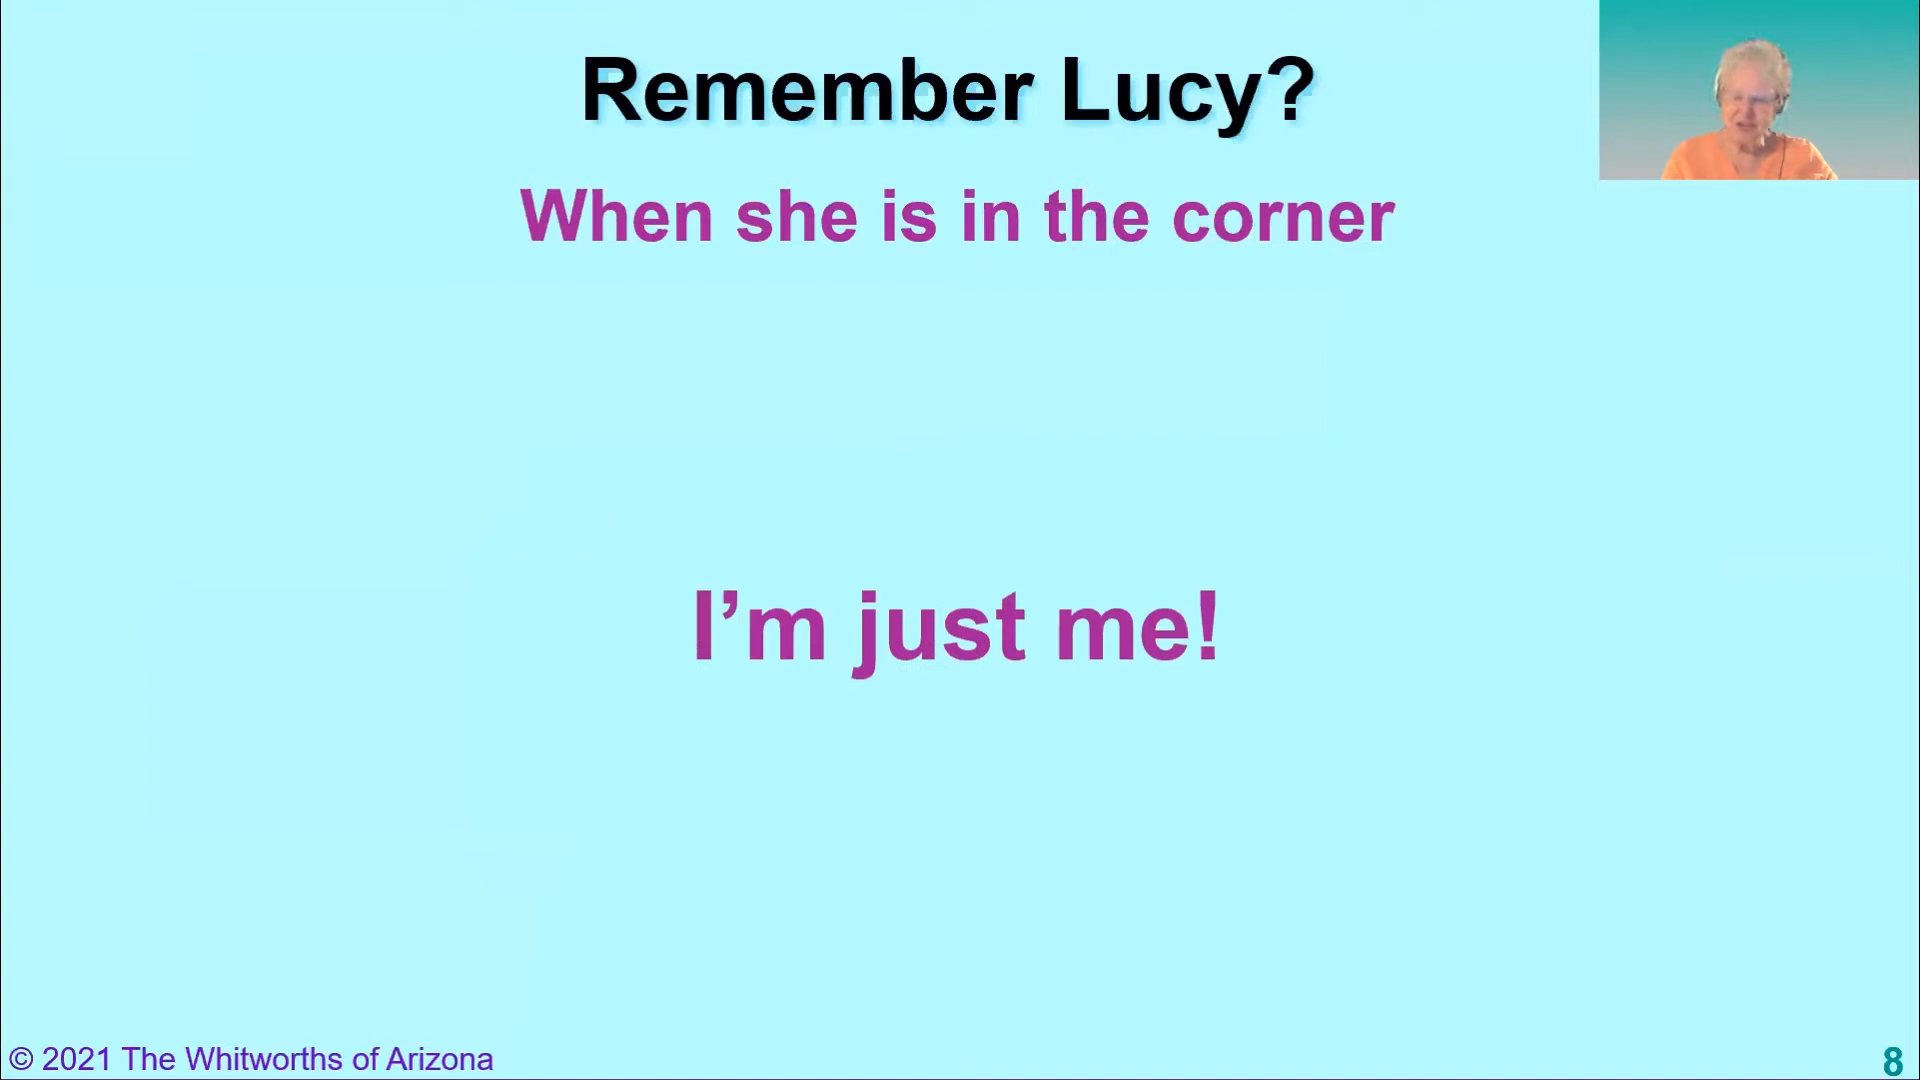 Remember Lucy?
When she is in the corner
I’m just me!
© 2021 The Whitworths of Arizona
8